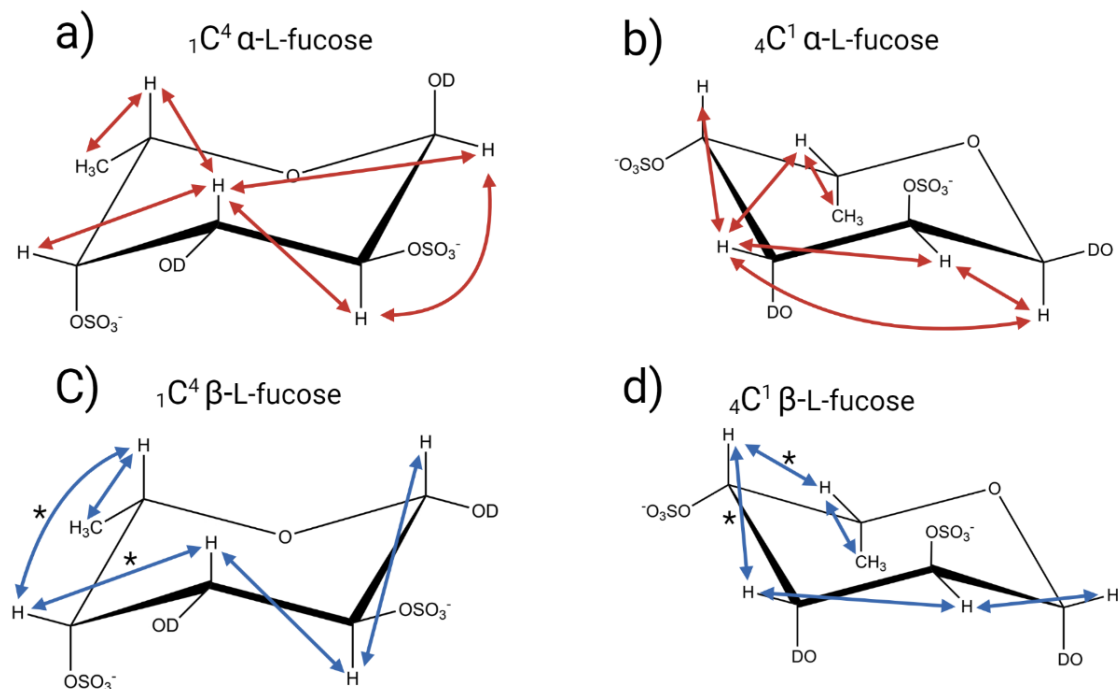 a) ₁C⁴ α-L-fucose
H
OD
H₃C
H
O
H
H
OD
OSO₃⁻
OSO₃⁻
H
b) ₄C¹ α-L-fucose
H
H
O
⁻O₃SO
OSO₃⁻
CH₃
H
H
DO
DO
H
C) ₁C⁴ β-L-fucose
H
H
*
H₃C
*
H
O
OD
H
OD
OSO₃⁻
OSO₃⁻
H
d) ₄C¹ β-L-fucose
H
*
H
O
⁻O₃SO
*
OSO₃⁻
CH₃
H
H
H
DO
DO